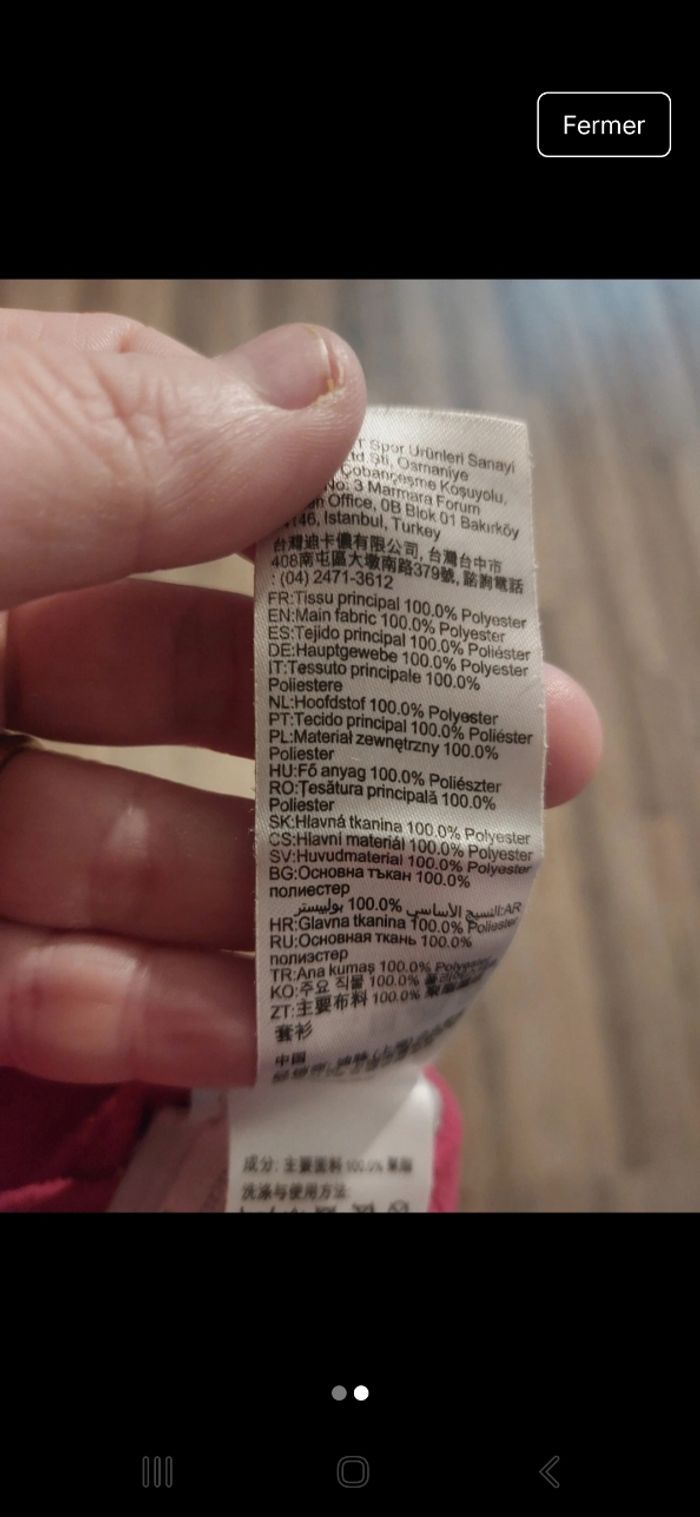 Fermer
T Spor Ürünleri Sanayi
td Şti, Osmaniye
Çobançeşme Koşuyolu,
No: 3 Marmara Forum
n Office, 0B Blok 01 Bakırköy
146, Istanbul, Turkey
台灣迪卡儂有限公司, 台灣台中市
408南屯區大墩南路379號, 諮詢電話
: (04) 2471-3612
FR:Tissu principal 100.0% Polyester
EN:Main fabric 100.0% Polyester
ES:Tejido principal 100.0% Poliéster
DE:Hauptgewebe 100.0% Polyester
IT:Tessuto principale 100.0%
Poliestere
NL:Hoofdstof 100.0% Polyester
PT:Tecido principal 100.0% Poliéster
PL:Materiał zewnętrzny 100.0%
Poliester
HU:Fő anyag 100.0% Poliészter
RO:Țesătura principală 100.0%
Poliester
SK:Hlavná tkanina 100.0% Polyester
CS:Hlavní materiál 100.0% Polyester
SV:Huvudmaterial 100.0% Polyester
BG:Основна тъкан 100.0%
полиестер
AR:النسيج الأساسي 100.0% بوليستر
HR:Glavna tkanina 100.0% Poliester
RU:Основная ткань 100.0%
полиэстер
TR:Ana kumaş 100.0% Polyester
KO:주요 직물 100.0%
ZT:主要布料 100.0%
套衫
中国
成分: 主要面料 100.0% 聚酯
洗涤与使用方法: